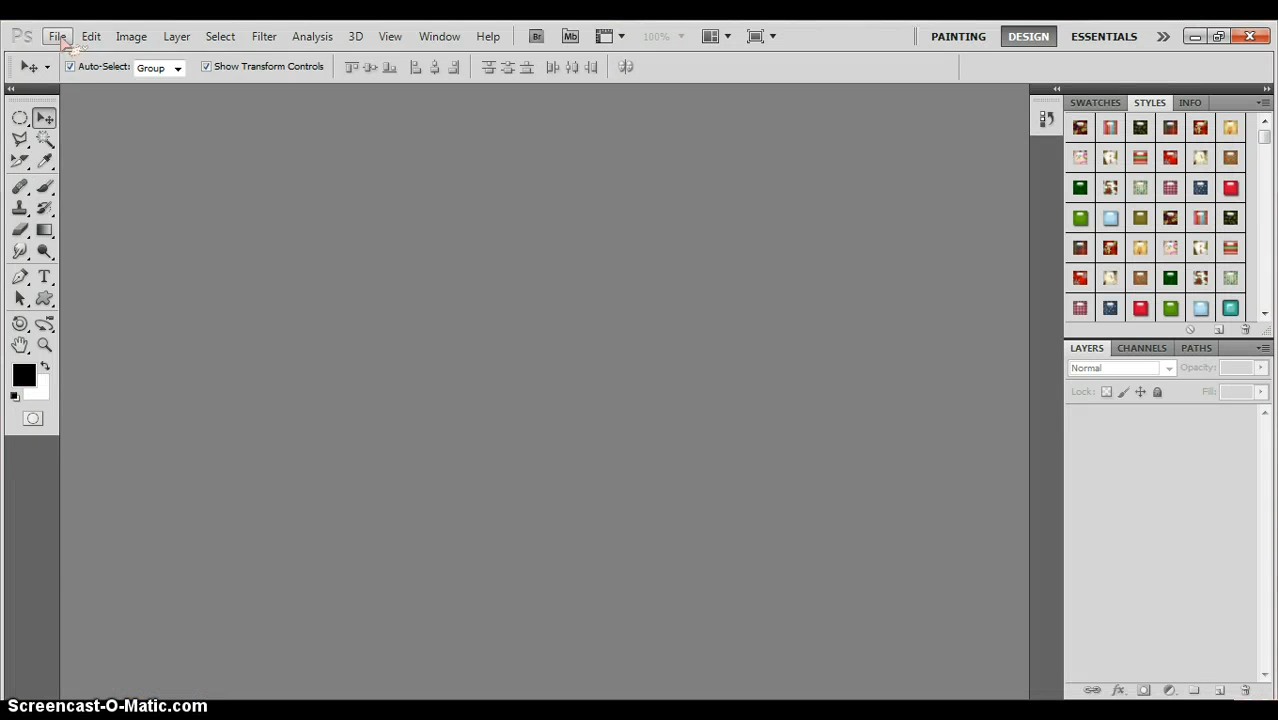 Ps File Edit Image Layer Select Filter Analysis 3D View Window Help Br Mb 100% PAINTING DESIGN ESSENTIALS
Auto-Select: Group Show Transform Controls
SWATCHES STYLES INFO
T
LAYERS CHANNELS PATHS
Normal Opacity:
Lock: Fill:
fx
Screencast-O-Matic.com